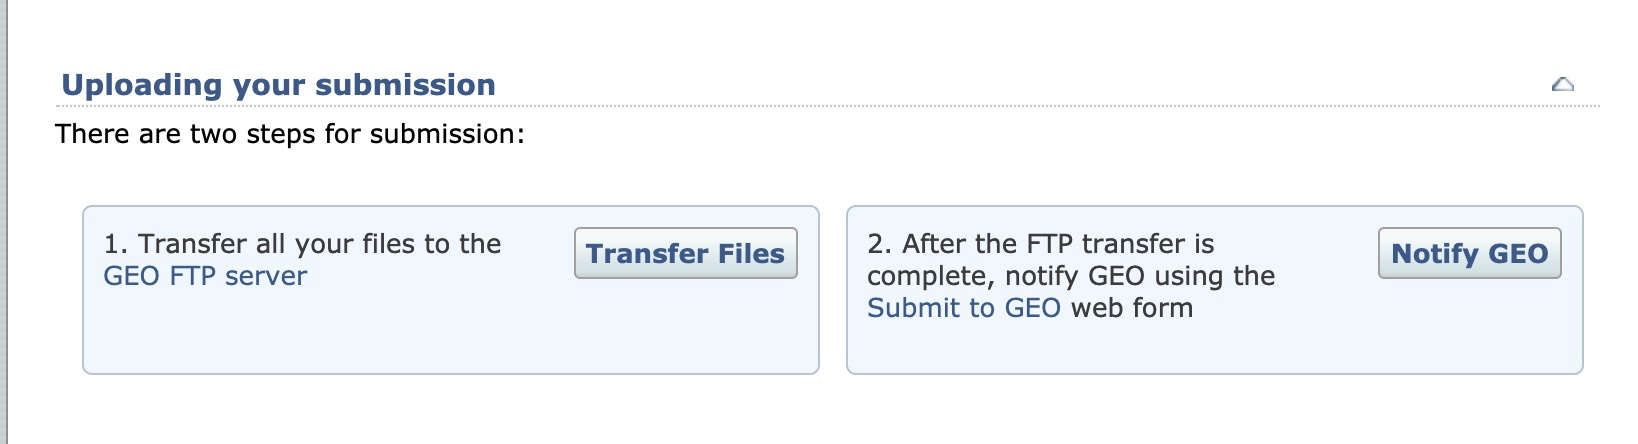 Uploading your submission
There are two steps for submission:
1. Transfer all your files to the
GEO FTP server
Transfer Files
2. After the FTP transfer is
complete, notify GEO using the
Submit to GEO web form
Notify GEO